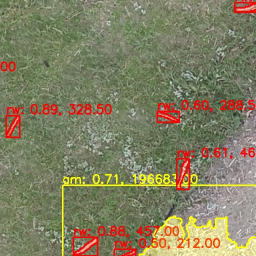 00
rw: 0.89, 328.50
rw: 0.80, 288.5
rw: 0.61, 46
gm: 0.71, 196683.00
rw: 0.88, 457.00
rw: 0.50, 212.00